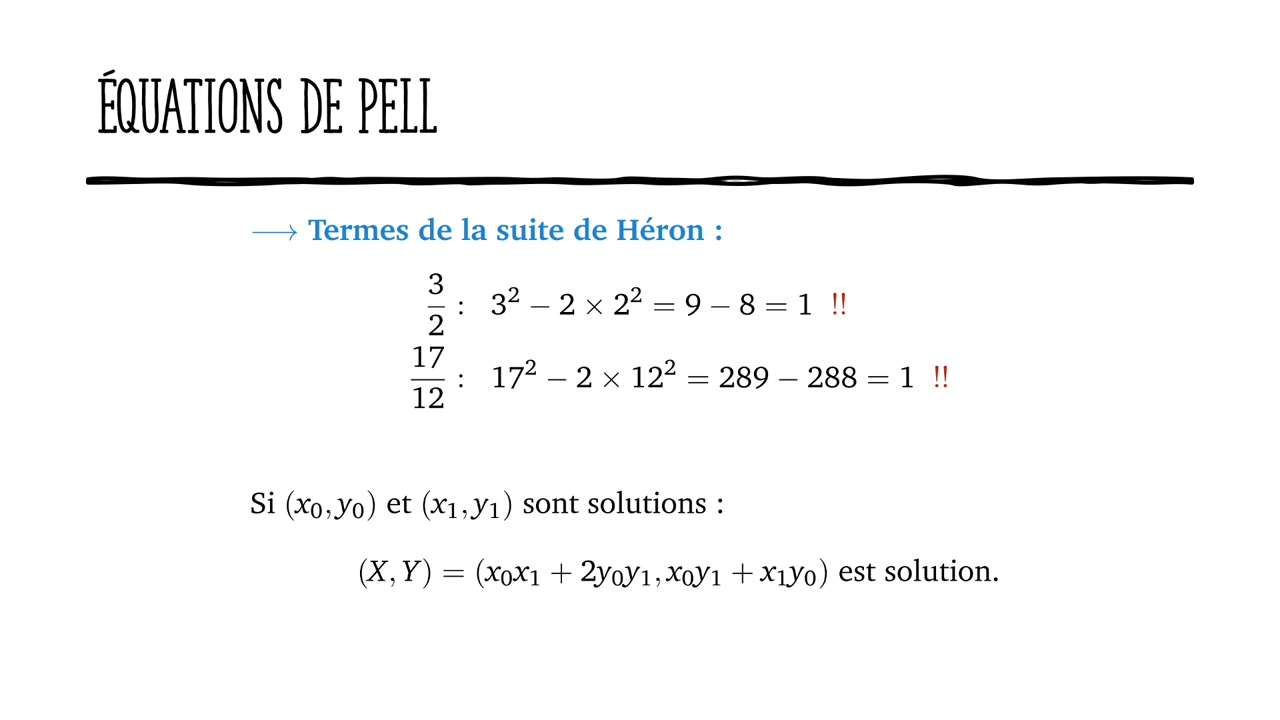 ÉQUATIONS DE PELL
⟶ Termes de la suite de Héron :
3/2 : 3² − 2 × 2² = 9 − 8 = 1 !!
17/12 : 17² − 2 × 12² = 289 − 288 = 1 !!
Si (x₀, y₀) et (x₁, y₁) sont solutions :
(X, Y) = (x₀x₁ + 2y₀y₁, x₀y₁ + x₁y₀) est solution.